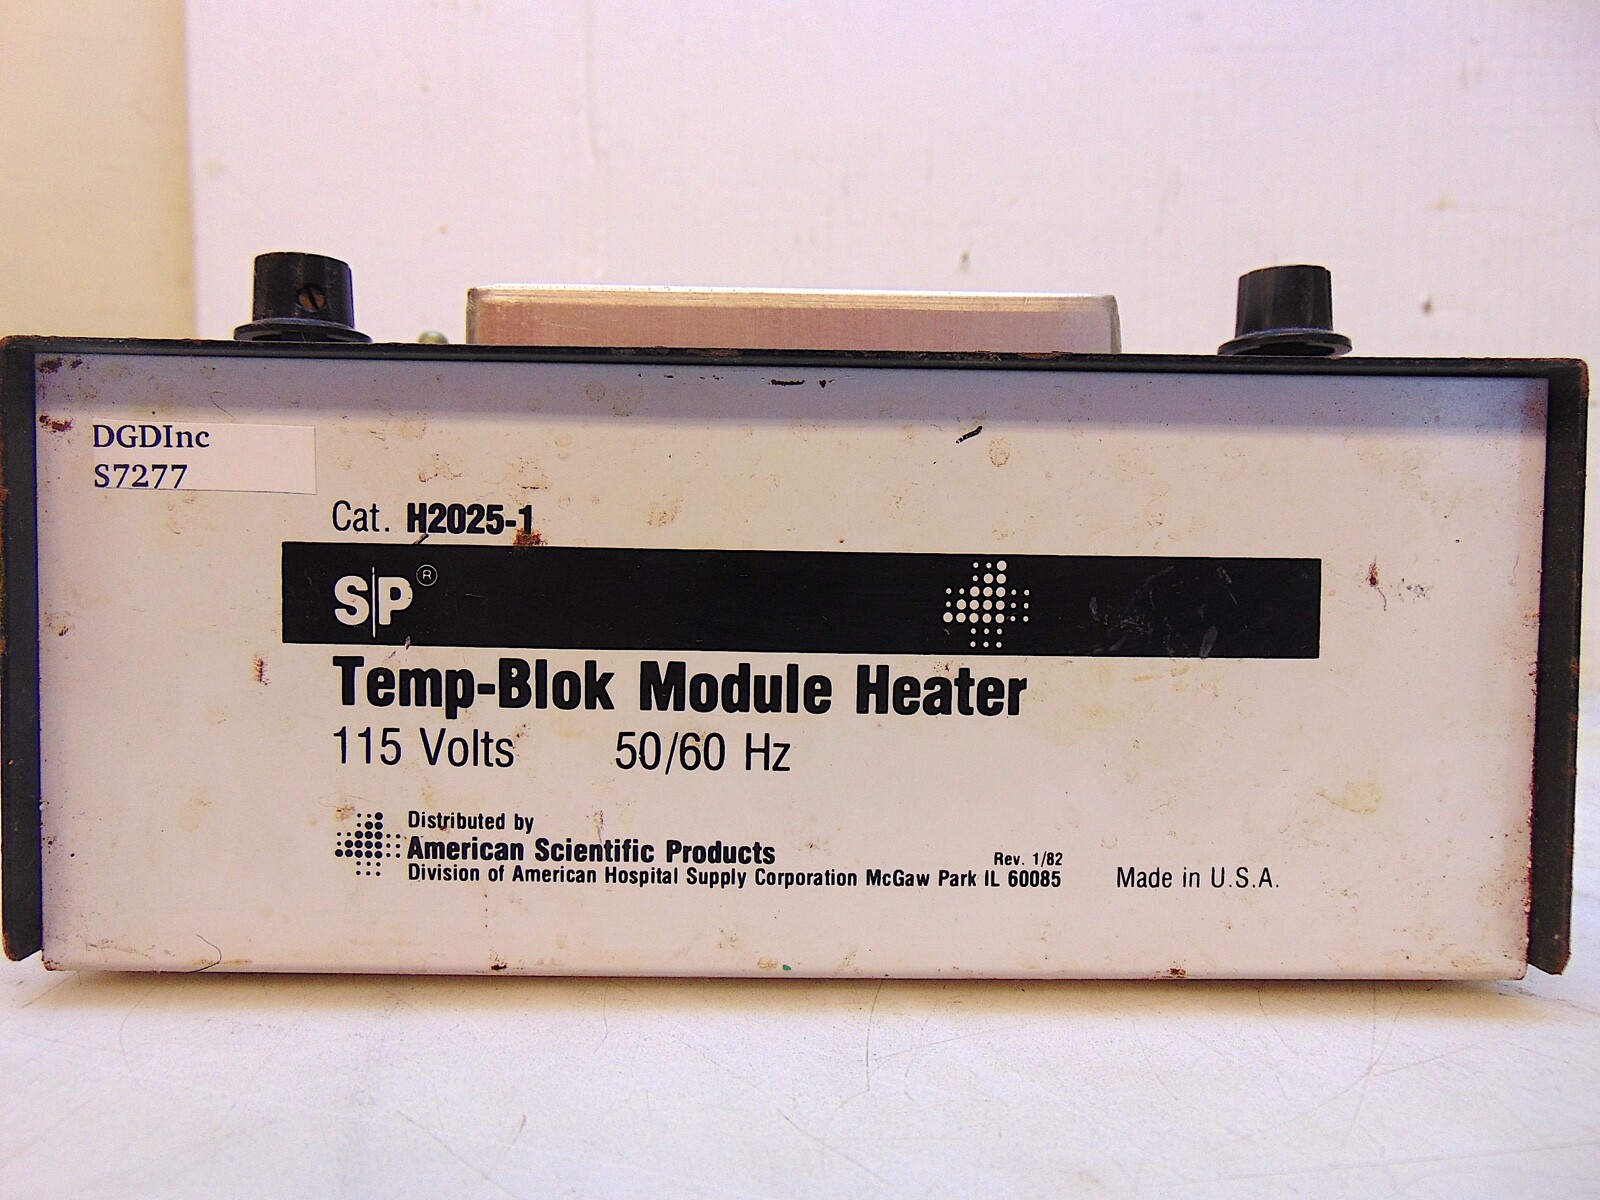 DGDInc
S7277
Cat. H2025-1
S|P®
Temp-Blok Module Heater
115 Volts 50/60 Hz
Distributed by
American Scientific Products Rev. 1/82
Division of American Hospital Supply Corporation McGaw Park IL 60085 Made in U.S.A.